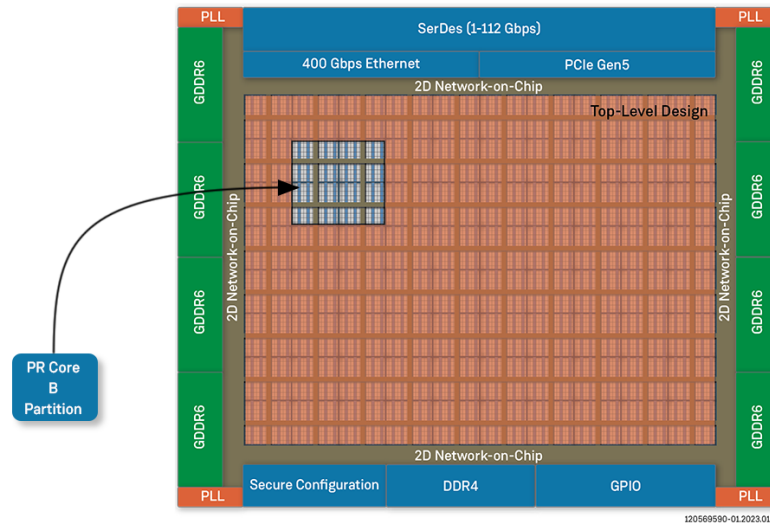 PLL
SerDes (1-112 Gbps)
PLL
400 Gbps Ethernet
PCIe Gen5
2D Network-on-Chip
Top-Level Design
GDDR6
GDDR6
GDDR6
GDDR6
2D Network-on-Chip
2D Network-on-Chip
GDDR6
GDDR6
GDDR6
GDDR6
PR Core
B
Partition
2D Network-on-Chip
Secure Configuration
DDR4
GPIO
PLL
PLL
120569590-01.2023.01